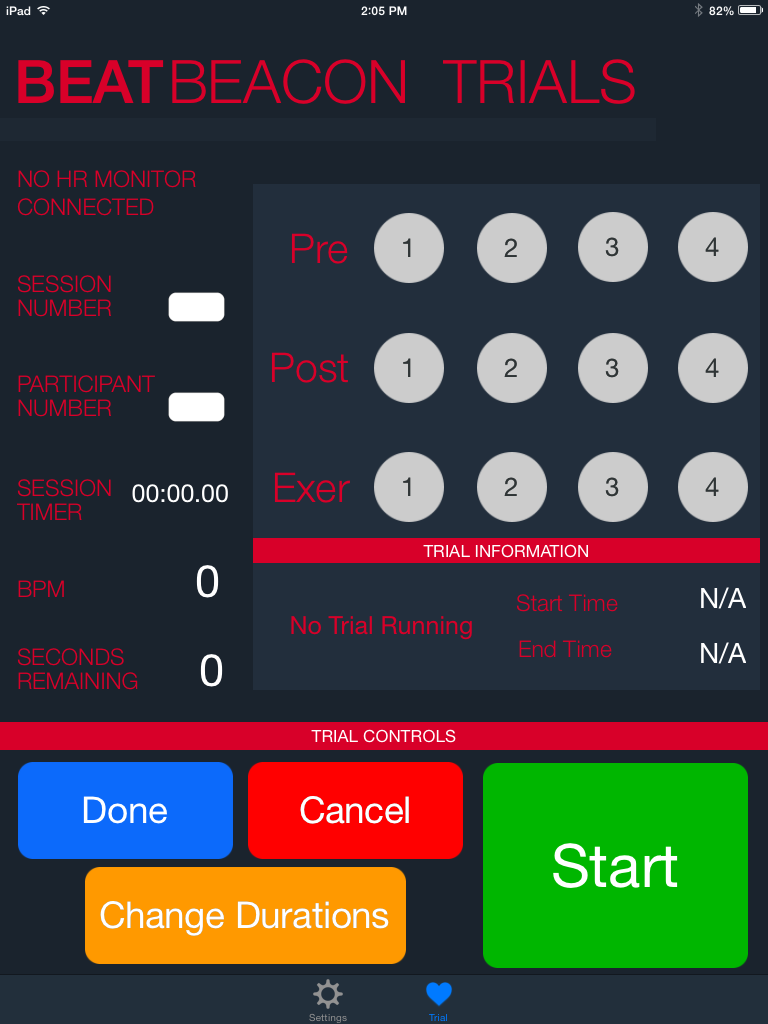 iPad 2:05 PM 82%
BEATBEACON TRIALS
NO HR MONITOR
CONNECTED
SESSION
NUMBER
PARTICIPANT
NUMBER
SESSION
TIMER
00:00.00
BPM 0
SECONDS
REMAINING
0
Pre 1 2 3 4
Post 1 2 3 4
Exer 1 2 3 4
TRIAL INFORMATION
No Trial Running
Start Time N/A
End Time N/A
TRIAL CONTROLS
Done Cancel
Change Durations
Start
Settings Trial